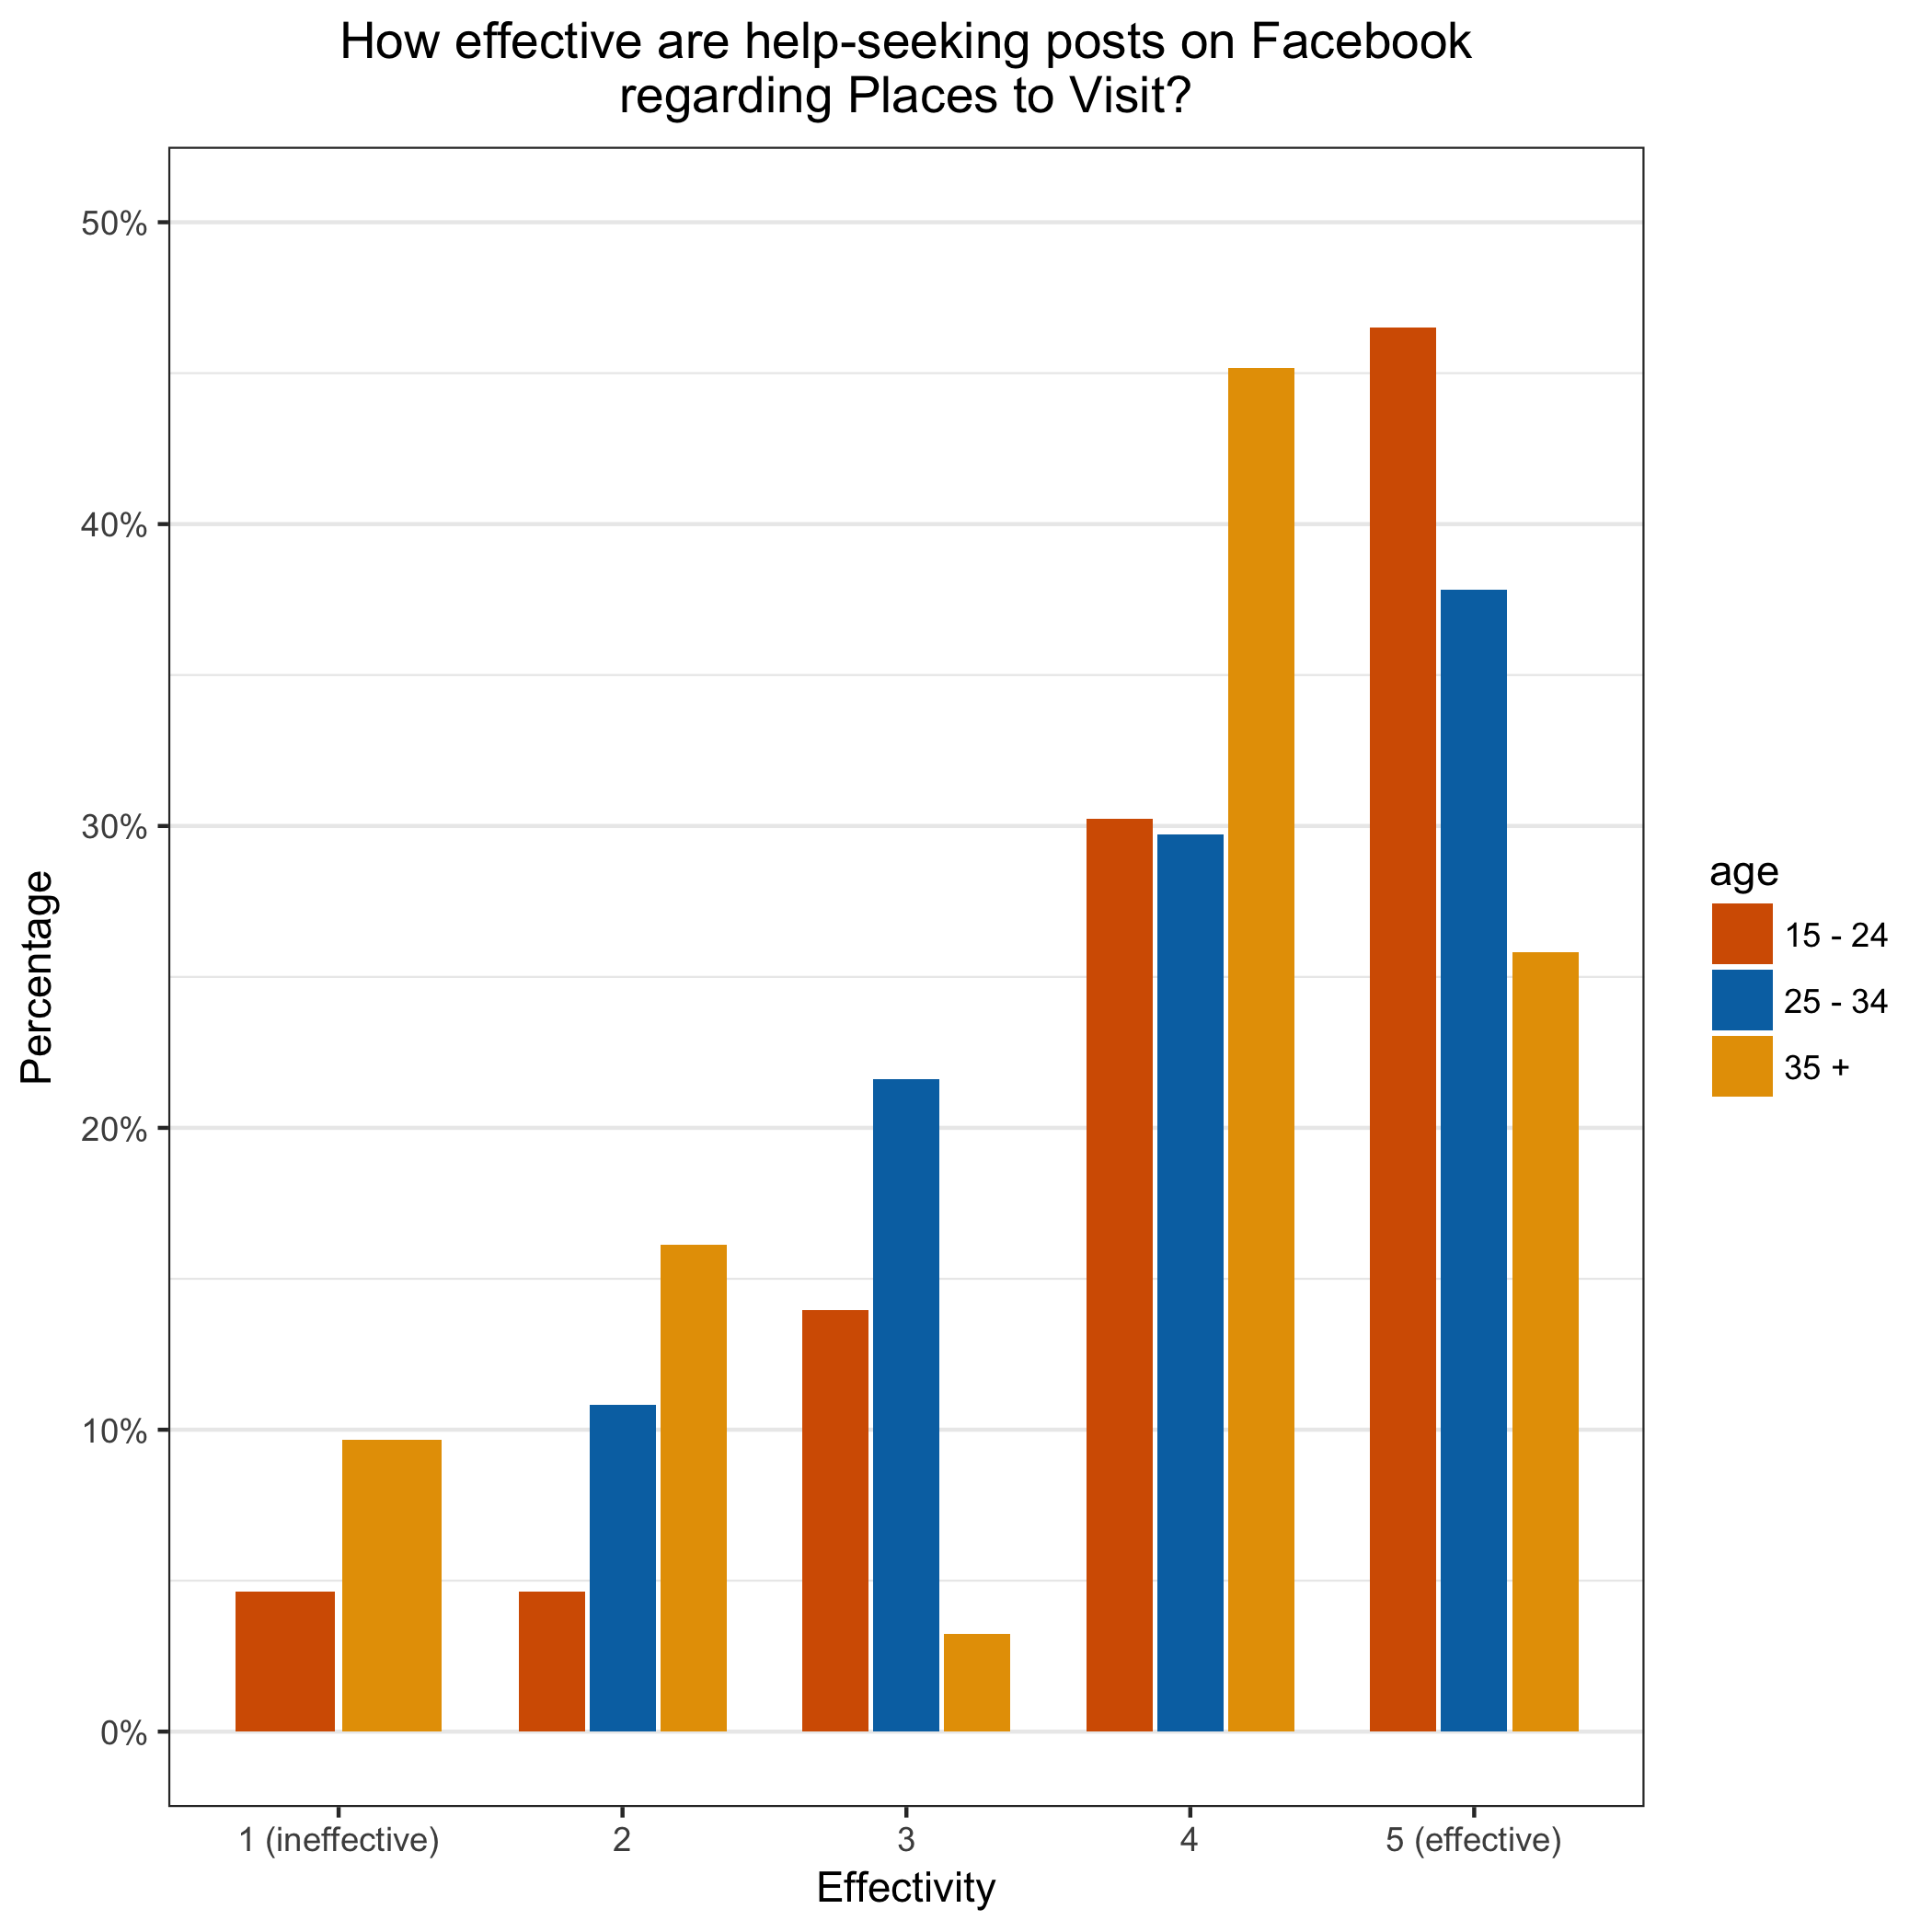 How effective are help-seeking posts on Facebook
regarding Places to Visit?
50%
40%
30%
20%
10%
0%
Percentage
1 (ineffective)
2
3
4
5 (effective)
Effectivity
age
15 - 24
25 - 34
35 +